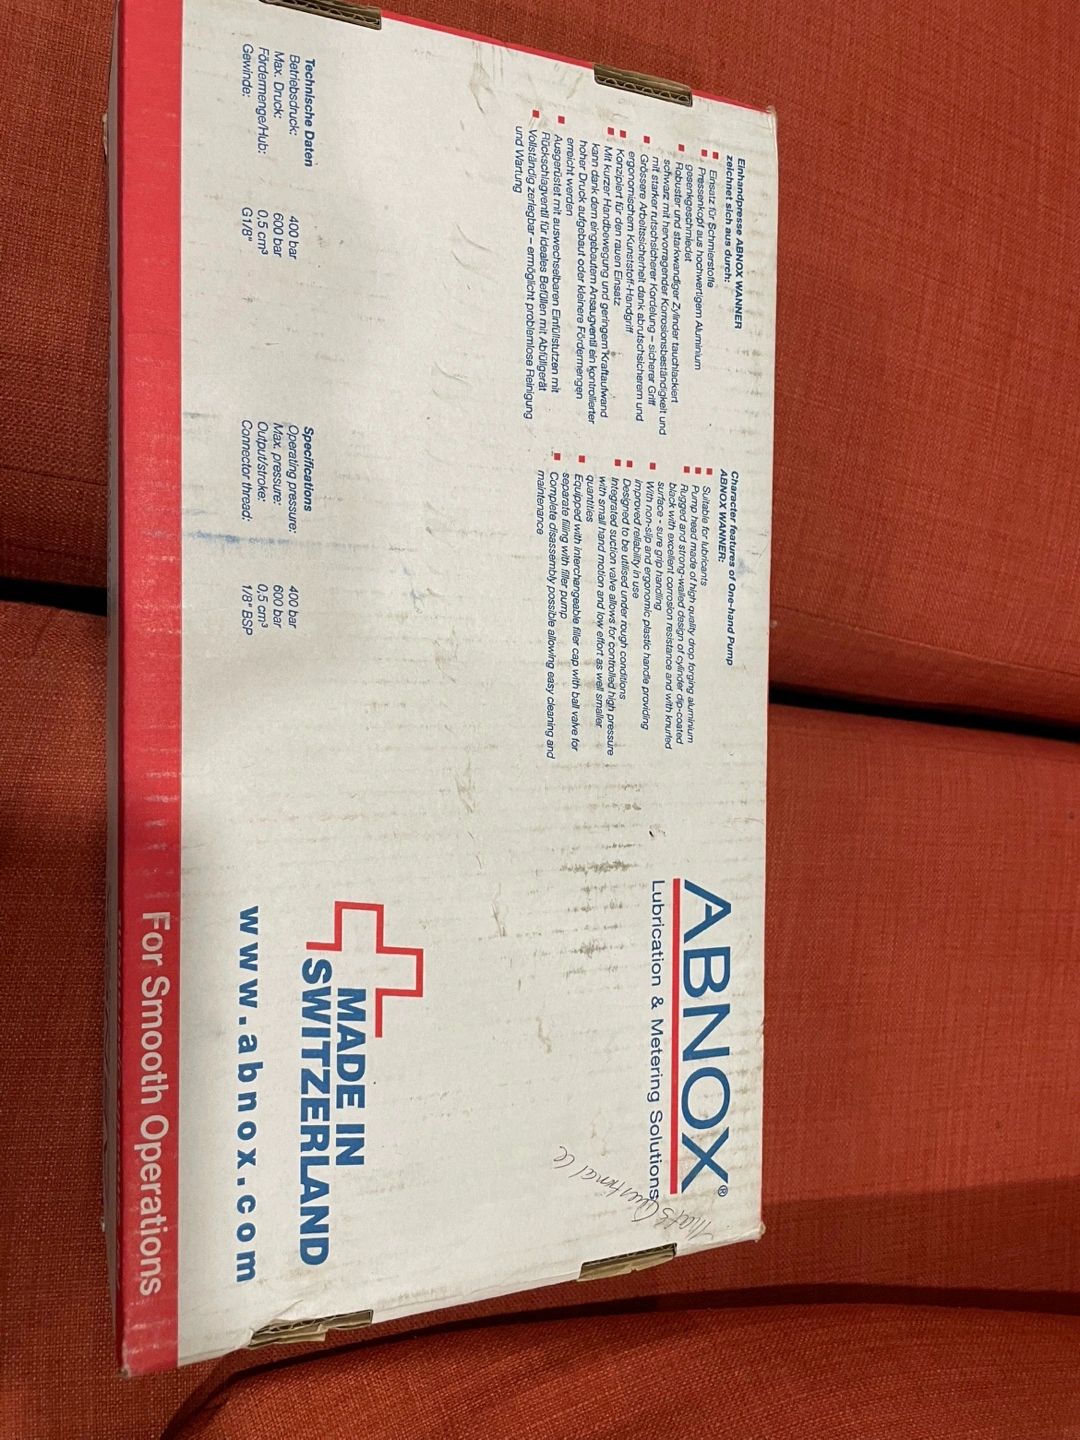 Einhandpresse ABNOX WANNER
zeichnet sich aus durch:
Einsatz für Schmierstoffe
Pressenkopf aus hochwertigem Aluminium
gesenkgeschmiedet
Robuster und starkwandiger Zylinder tauchlackiert
schwarz mit hervorragender Korrosionsbeständigkeit und
mit starker rutschsicherer Kordelung – sicherer Griff
Grössere Arbeitssicherheit dank abrutschsicherem und
ergonomischem Kunststoff-Handgriff
Konzipiert für den rauen Einsatz
Mit kurzer Handbewegung und geringem Kraftaufwand
kann dank dem eingebautem Ansaugventil ein kontrollierter
hoher Druck aufgebaut oder kleinere Fördermengen
erreicht werden
Ausgerüstet mit auswechselbaren Einfüllstutzen mit
Rückschlagventil für ideales Befüllen mit Abfüllgerät
Vollständig zerlegbar – ermöglicht problemlose Reinigung
und Wartung
Character features of One-hand Pump
ABNOX WANNER:
Suitable for lubricants
Pump head made of high quality drop forging aluminium
Rugged and strong-walled design of cylinder dip-coated
black with excellent corrosion resistance and with knurled
surface - sure grip handling
With non-slip and ergonomic plastic handle providing
improved reliability in use
Designed to be utilised under rough conditions
Integrated suction valve allows for controlled high pressure
with small hand motion and low effort as well smaller
quantities
Equipped with interchangeable filler cap with ball valve for
separate filling with filler pump
Complete disassembly possible allowing easy cleaning and
maintenance
ABNOX®
Lubrication & Metering Solutions
Technische Daten
Betriebsdruck: 400 bar
Max. Druck: 600 bar
Fördermenge/Hub: 0,5 cm³
Gewinde: G1/8"
Specifications
Operating pressure: 400 bar
Max. pressure: 600 bar
Output/stroke: 0,5 cm³
Connector thread: 1/8" BSP
MADE IN
SWITZERLAND
www.abnox.com
For Smooth Operations